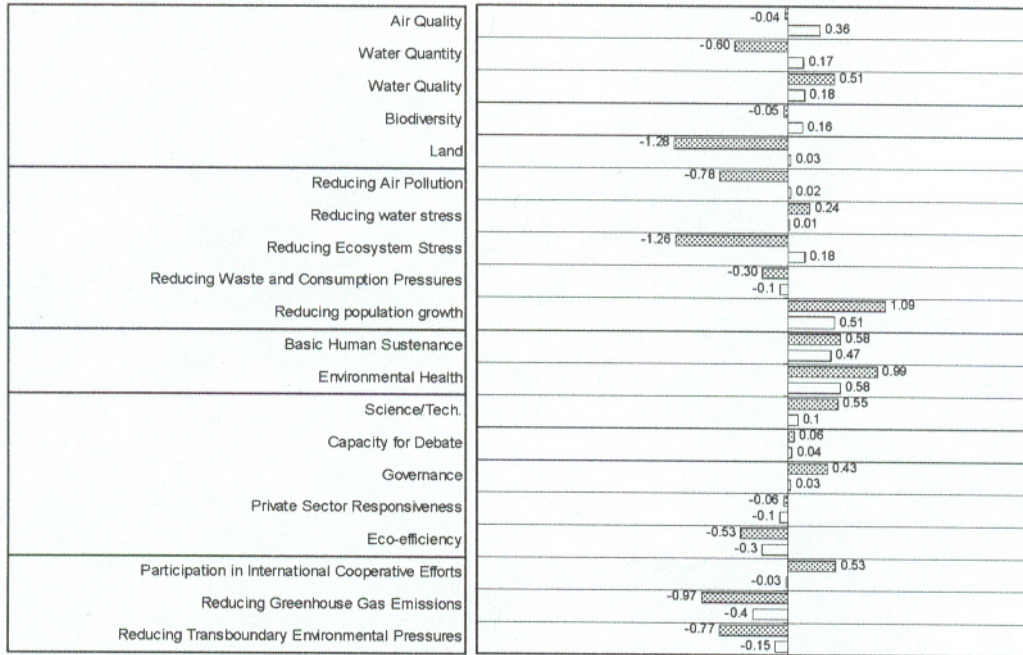 Air Quality
-0.04
0.36
Water Quantity
-0.60
0.17
Water Quality
0.51
0.18
Biodiversity
-0.05
0.16
Land
-1.28
0.03
Reducing Air Pollution
-0.78
0.02
Reducing water stress
0.24
0.01
Reducing Ecosystem Stress
-1.26
0.18
Reducing Waste and Consumption Pressures
-0.30
-0.1
Reducing population growth
1.09
0.51
Basic Human Sustenance
0.58
0.47
Environmental Health
0.99
0.58
Science/Tech.
0.55
0.1
Capacity for Debate
0.06
0.04
Governance
0.43
0.03
Private Sector Responsiveness
-0.06
-0.1
Eco-efficiency
-0.53
-0.3
Participation in International Cooperative Efforts
0.53
-0.03
Reducing Greenhouse Gas Emissions
-0.97
-0.4
Reducing Transboundary Environmental Pressures
-0.77
-0.15